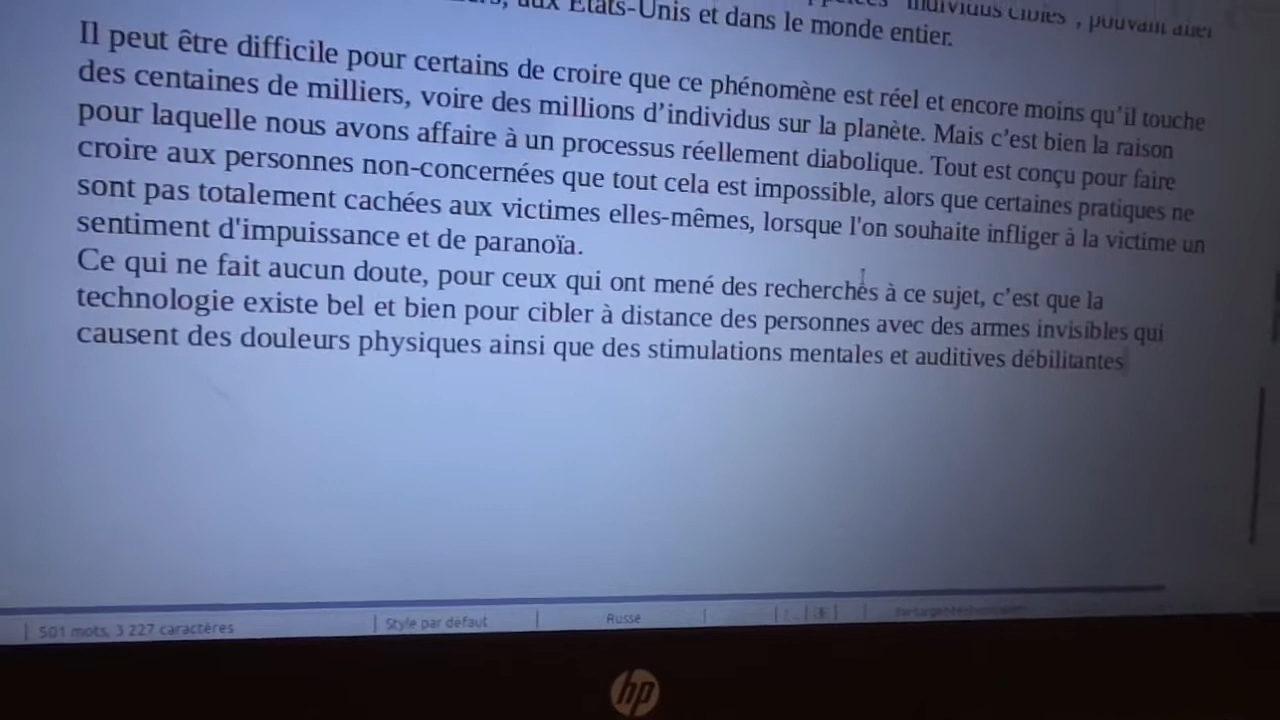 aux États-Unis et dans le monde entier.
Il peut être difficile pour certains de croire que ce phénomène est réel et encore moins qu’il touche
des centaines de milliers, voire des millions d’individus sur la planète. Mais c’est bien la raison
pour laquelle nous avons affaire à un processus réellement diabolique. Tout est conçu pour faire
croire aux personnes non-concernées que tout cela est impossible, alors que certaines pratiques ne
sont pas totalement cachées aux victimes elles-mêmes, lorsque l'on souhaite infliger à la victime un
sentiment d'impuissance et de paranoïa.
Ce qui ne fait aucun doute, pour ceux qui ont mené des recherches à ce sujet, c’est que la
technologie existe bel et bien pour cibler à distance des personnes avec des armes invisibles qui
causent des douleurs physiques ainsi que des stimulations mentales et auditives débilitantes
501 mots, 3 227 caractères
Style par défaut
Russe
hp